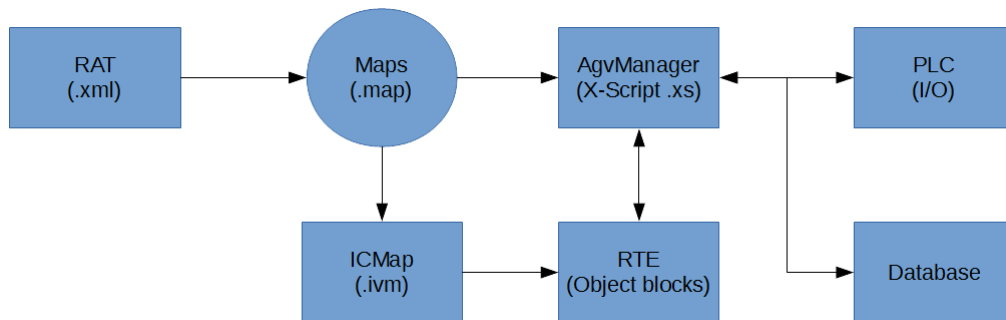 RAT
(.xml)
Maps
(.map)
AgvManager
(X-Script .xs)
PLC
(I/O)
ICMap
(.ivm)
RTE
(Object blocks)
Database